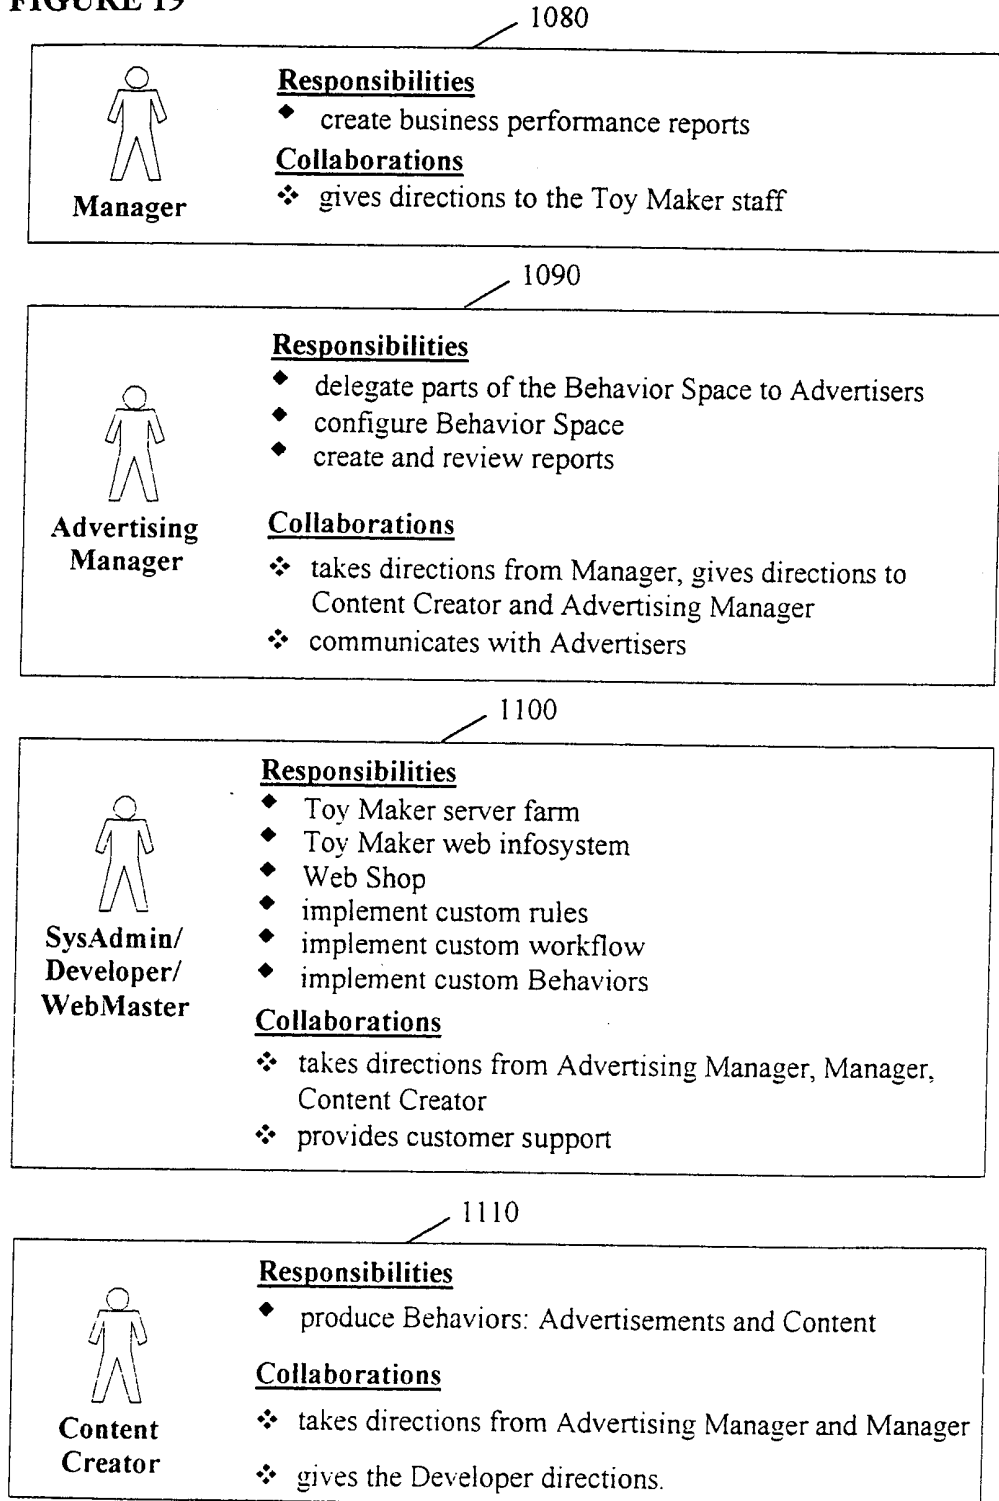 FIGURE 19
1080
Responsibilities
◆ create business performance reports
Collaborations
❖ gives directions to the Toy Maker staff
Manager
1090
Responsibilities
◆ delegate parts of the Behavior Space to Advertisers
◆ configure Behavior Space
◆ create and review reports
Advertising
Manager
Collaborations
❖ takes directions from Manager, gives directions to
Content Creator and Advertising Manager
❖ communicates with Advertisers
1100
Responsibilities
◆ Toy Maker server farm
◆ Toy Maker web infosystem
◆ Web Shop
◆ implement custom rules
◆ implement custom workflow
◆ implement custom Behaviors
SysAdmin/
Developer/
WebMaster
Collaborations
❖ takes directions from Advertising Manager, Manager,
Content Creator
❖ provides customer support
1110
Responsibilities
◆ produce Behaviors: Advertisements and Content
Collaborations
❖ takes directions from Advertising Manager and Manager
❖ gives the Developer directions.
Content
Creator